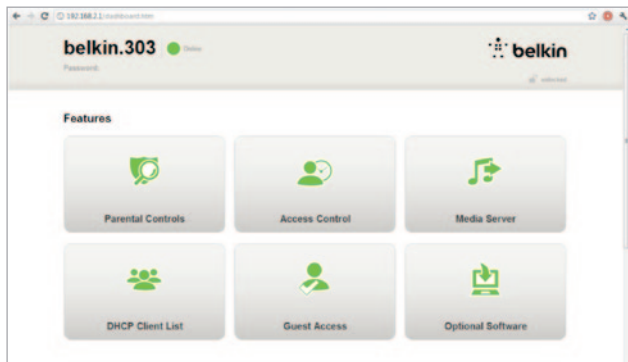 192.168.2.1/dashboard.htm
belkin.303
Online
belkin
Password:
Features
Parental Controls
Access Control
Media Server
DHCP Client List
Guest Access
Optional Software